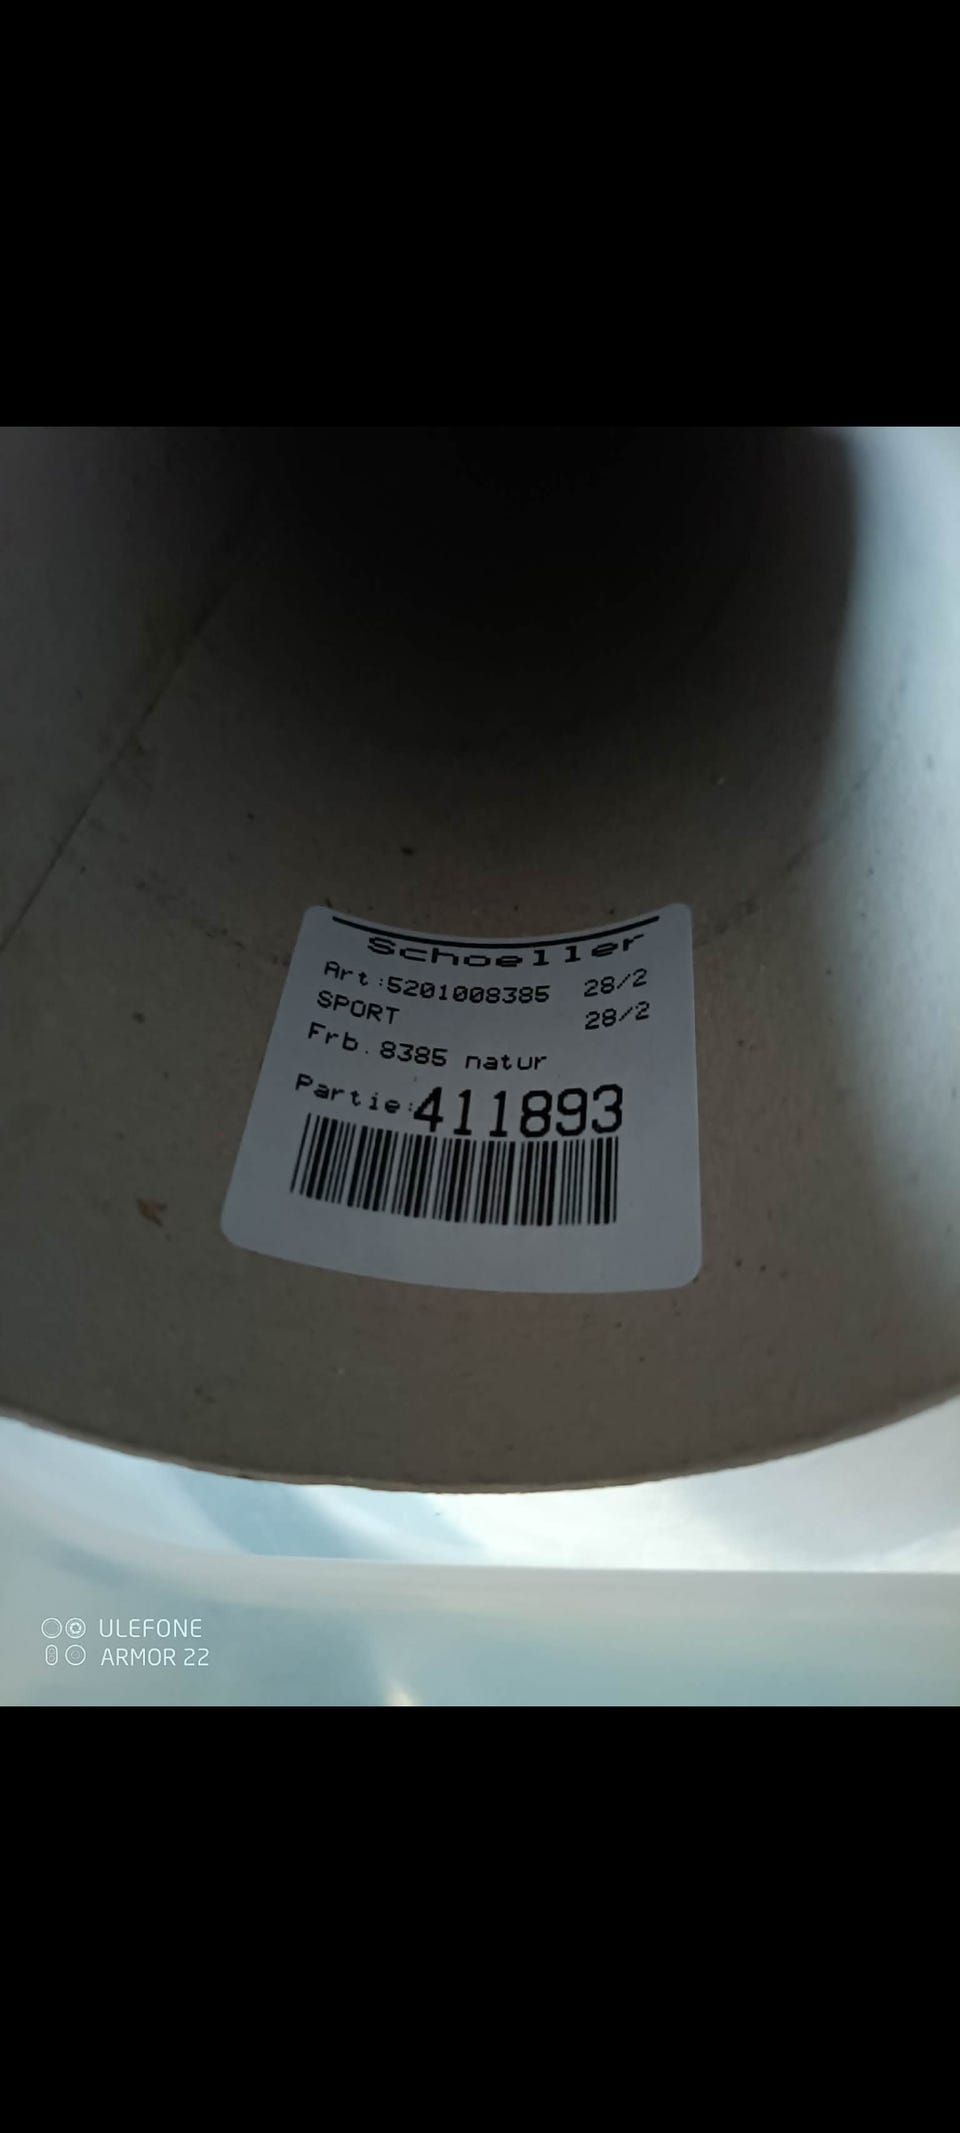 Schoeller
Art:5201008385 28/2
SPORT 28/2
Frb.8385 natur
Partie:411893
ULEFONE
ARMOR 22